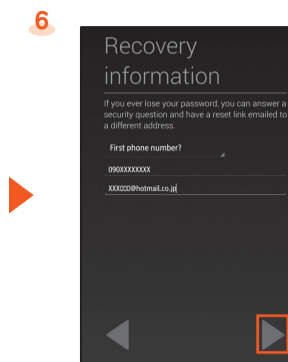 6
Recovery
information
If you ever lose your password, you can answer a
security question and have a reset link emailed to
a different address.
First phone number?
090XXXXXXXX
XXX□□□@hotmail.co.jp